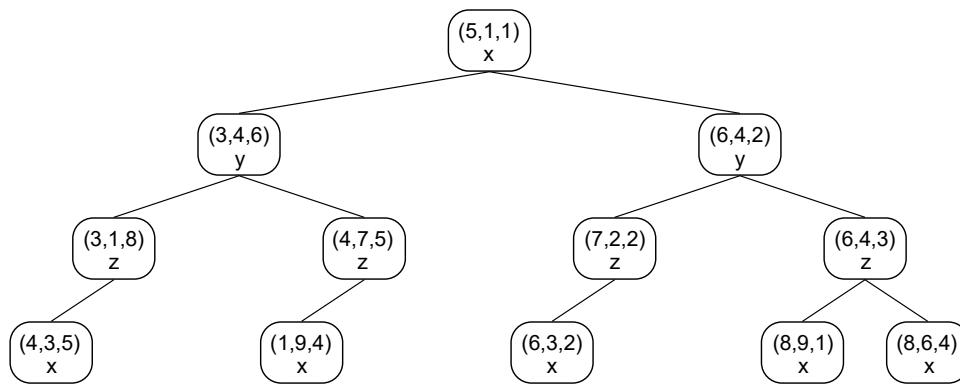 (5,1,1)
x
(3,4,6)
y
(6,4,2)
y
(3,1,8)
z
(4,7,5)
z
(7,2,2)
z
(6,4,3)
z
(4,3,5)
x
(1,9,4)
x
(6,3,2)
x
(8,9,1)
x
(8,6,4)
x